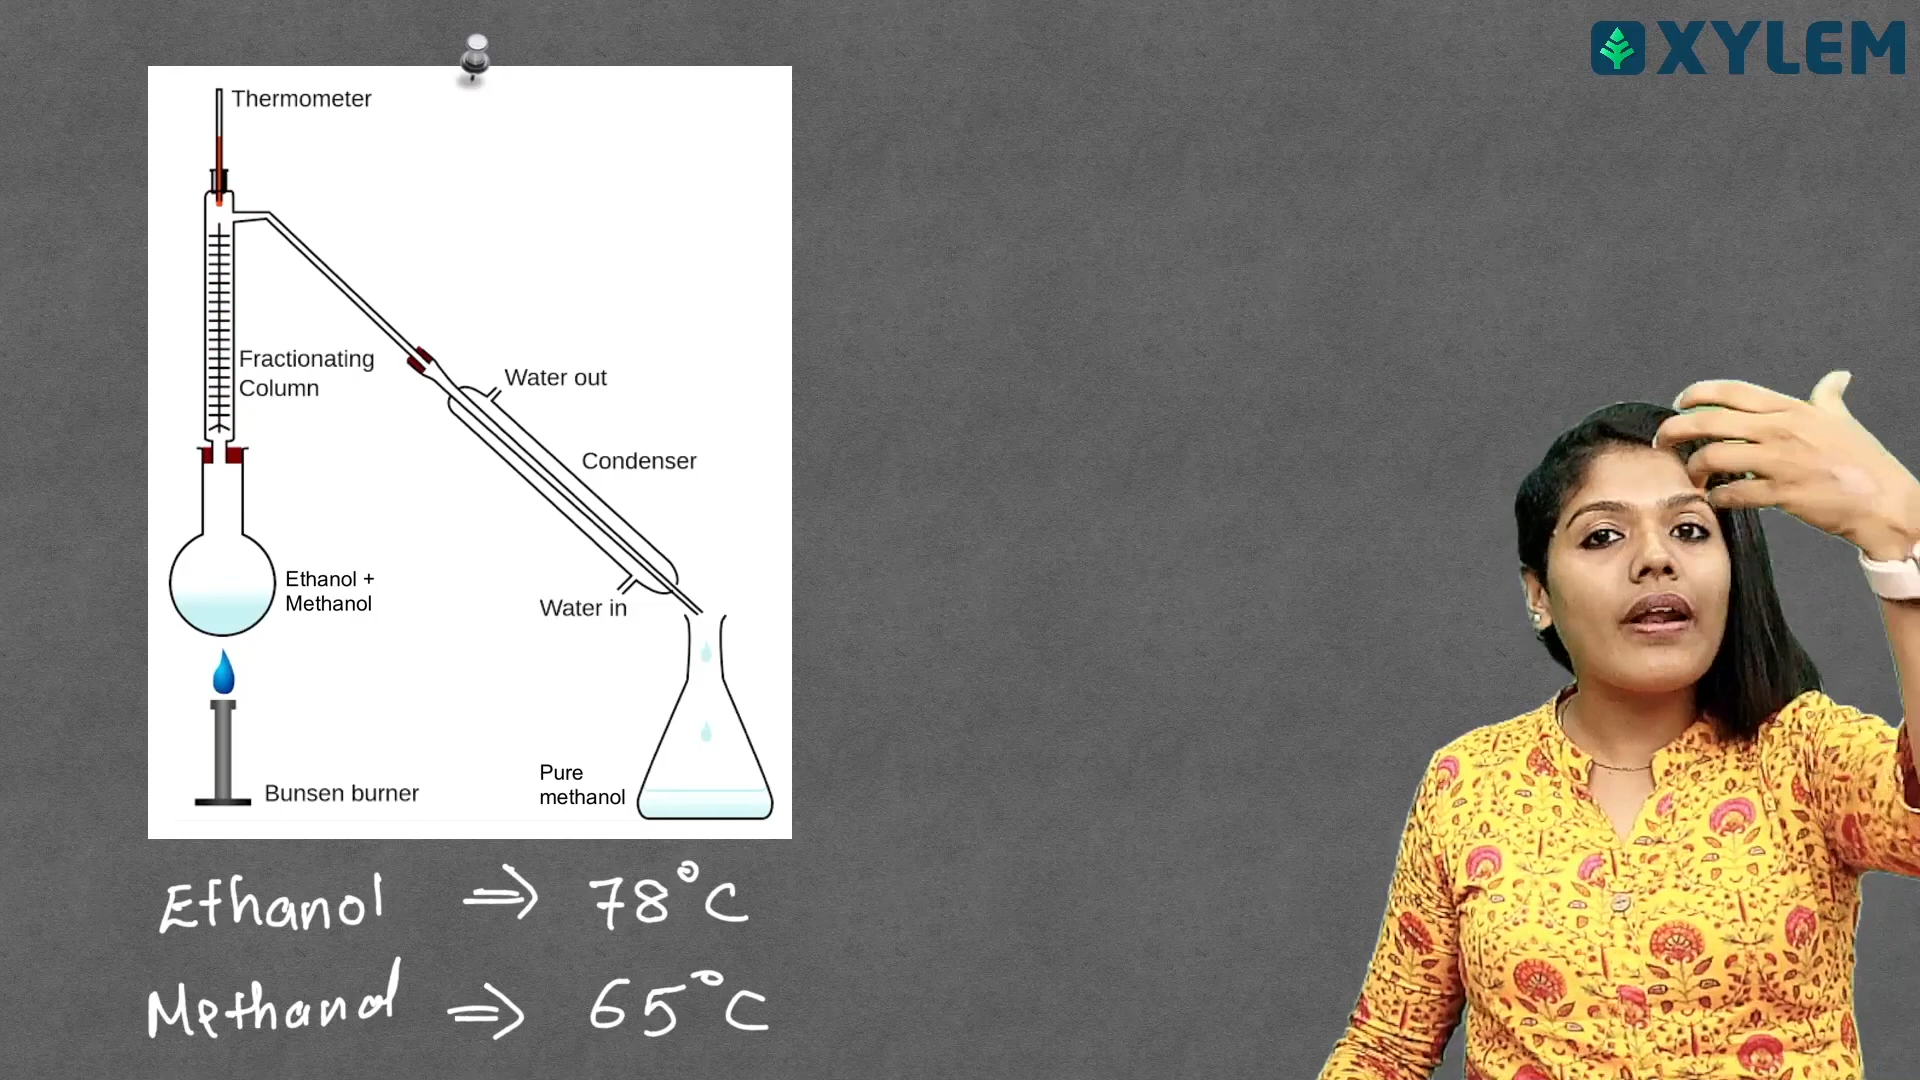 XYLEM
Thermometer
Fractionating
Column
Water out
Condenser
Ethanol +
Methanol
Water in
Pure
methanol
Bunsen burner
Ethanol ⇒ 78°C
Methanol ⇒ 65°C